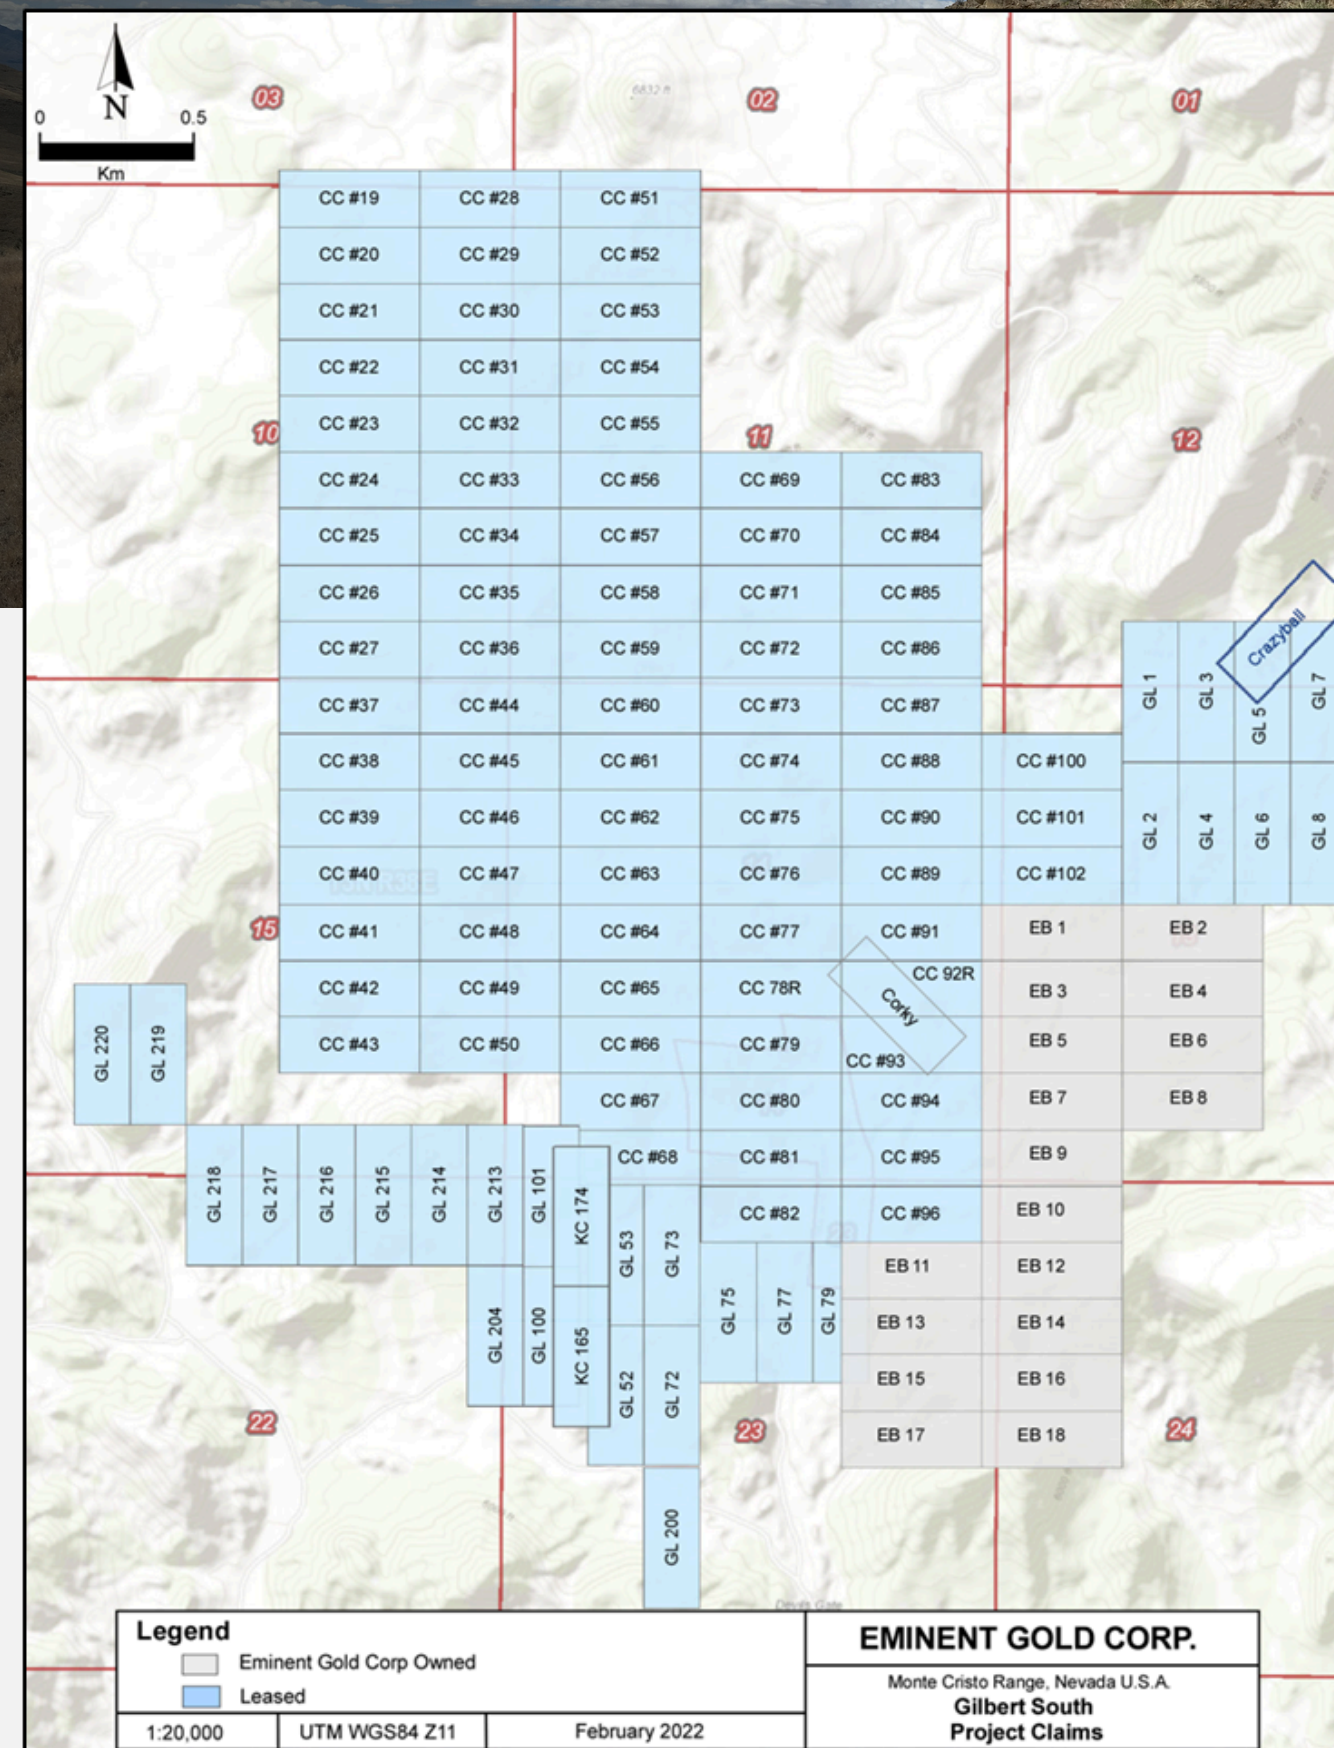 N
0 0.5
Km
03
02
01
6832 ft
CC #19 CC #28 CC #51
CC #20 CC #29 CC #52
CC #21 CC #30 CC #53
CC #22 CC #31 CC #54
CC #23 CC #32 CC #55
10
11
12
CC #24 CC #33 CC #56 CC #69 CC #83
CC #25 CC #34 CC #57 CC #70 CC #84
CC #26 CC #35 CC #58 CC #71 CC #85
CC #27 CC #36 CC #59 CC #72 CC #86
Crazyball
GL 1 GL 3 GL 5 GL 7
CC #37 CC #44 CC #60 CC #73 CC #87
CC #38 CC #45 CC #61 CC #74 CC #88 CC #100
CC #39 CC #46 CC #62 CC #75 CC #90 CC #101
GL 2 GL 4 GL 6 GL 8
CC #40 CC #47 CC #63 CC #76 CC #89 CC #102
15
CC #41 CC #48 CC #64 CC #77 CC #91 EB 1 EB 2
CC #42 CC #49 CC #65 CC 78R CC 92R EB 3 EB 4
Corky
CC #43 CC #50 CC #66 CC #79 CC #93 EB 5 EB 6
GL 220 GL 219
CC #67 CC #80 CC #94 EB 7 EB 8
CC #68 CC #81 CC #95 EB 9
GL 218 GL 217 GL 216 GL 215 GL 214 GL 213 GL 101 KC 174
CC #82 CC #96 EB 10
GL 53 GL 73
EB 11 EB 12
GL 204 GL 100 KC 165
GL 75 GL 77 GL 79
EB 13 EB 14
GL 52 GL 72
EB 15 EB 16
22
23
24
EB 17 EB 18
GL 200
Devils Gate
Legend
Eminent Gold Corp Owned
Leased
1:20,000 UTM WGS84 Z11 February 2022
EMINENT GOLD CORP.
Monte Cristo Range, Nevada U.S.A.
Gilbert South
Project Claims